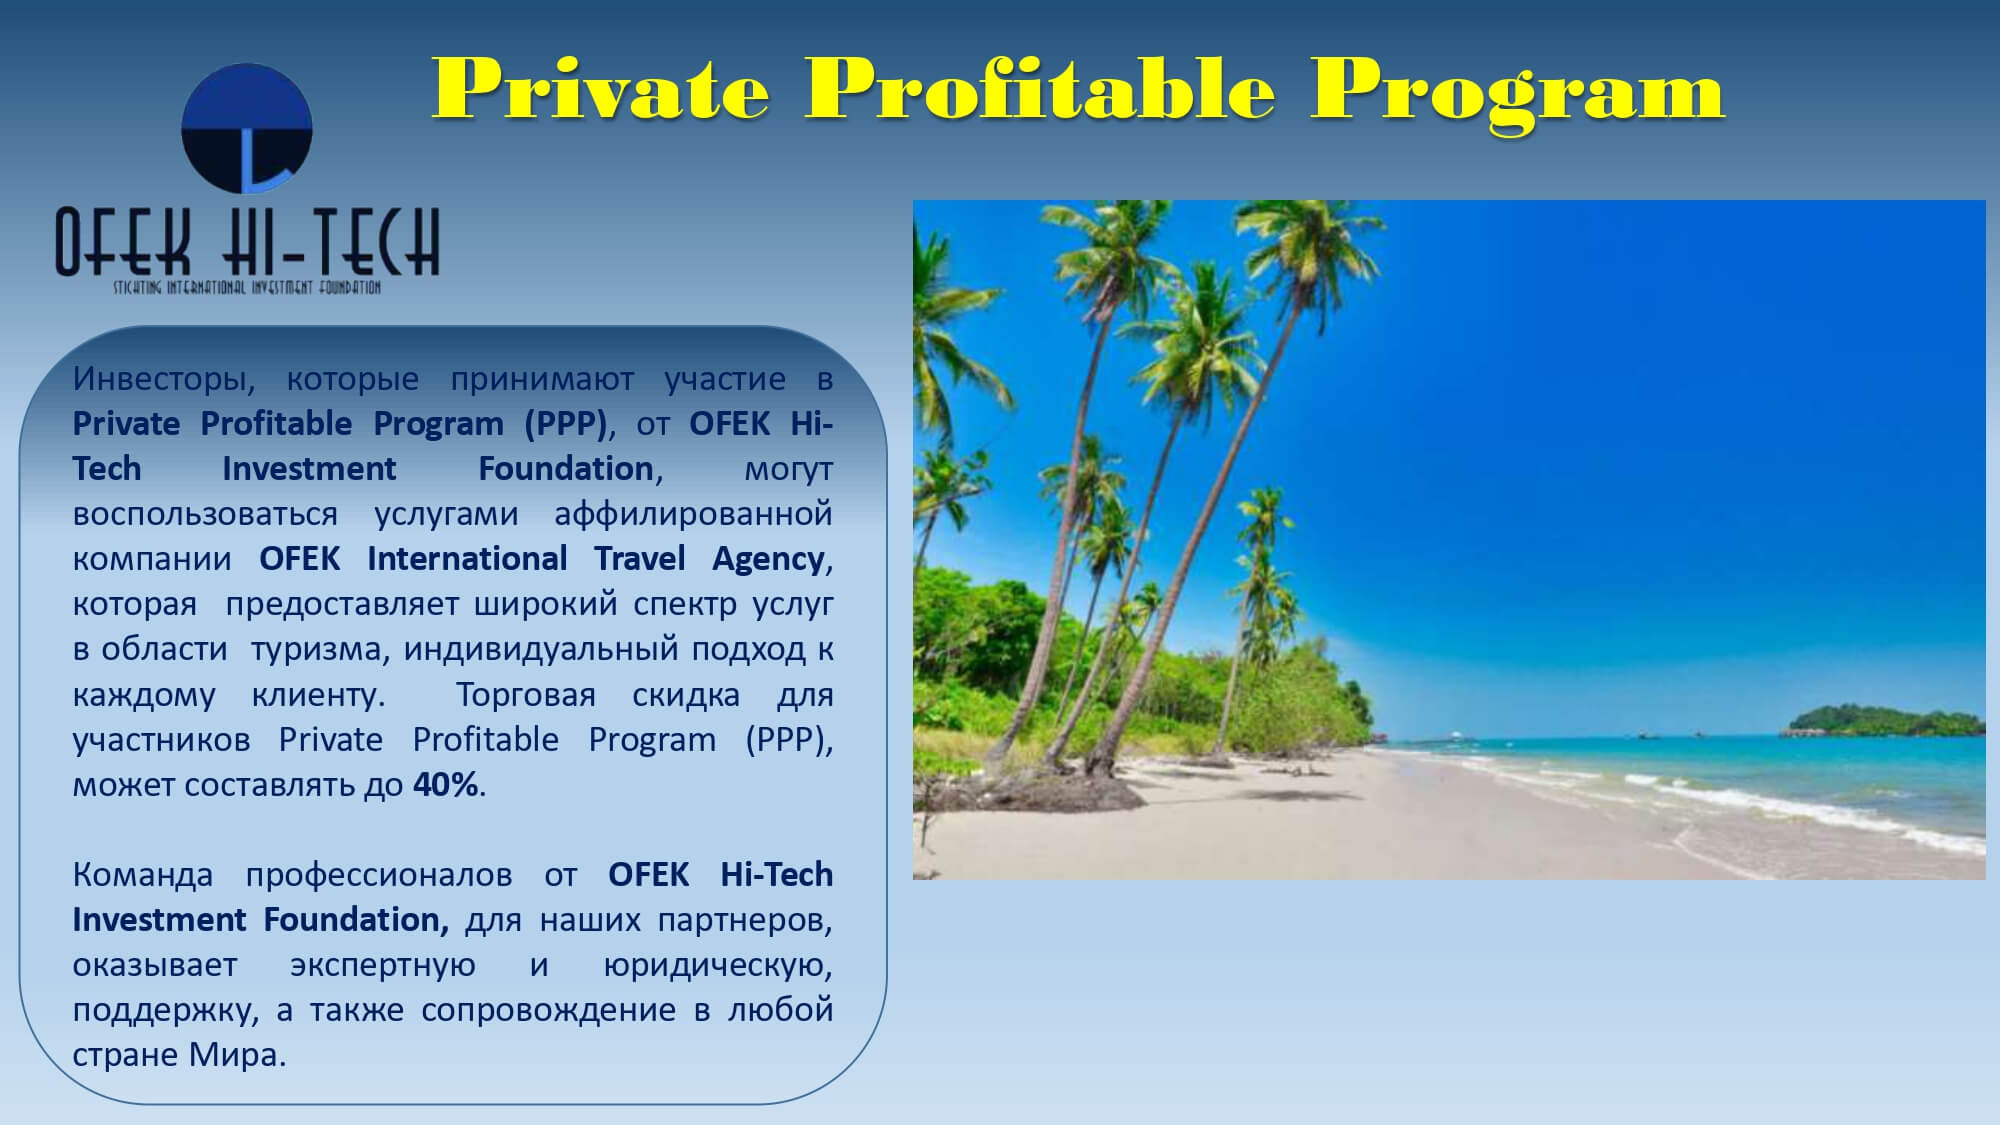 Private Profitable Program
OFEK HI-TECH
STICHTING INTERNATIONAL INVESTMENT FOUNDATION
Инвесторы, которые принимают участие в
Private Profitable Program (PPP), от OFEK Hi-
Tech Investment Foundation, могут
воспользоваться услугами аффилированной
компании OFEK International Travel Agency,
которая предоставляет широкий спектр услуг
в области туризма, индивидуальный подход к
каждому клиенту. Торговая скидка для
участников Private Profitable Program (PPP),
может составлять до 40%.
Команда профессионалов от OFEK Hi-Tech
Investment Foundation, для наших партнеров,
оказывает экспертную и юридическую,
поддержку, а также сопровождение в любой
стране Мира.